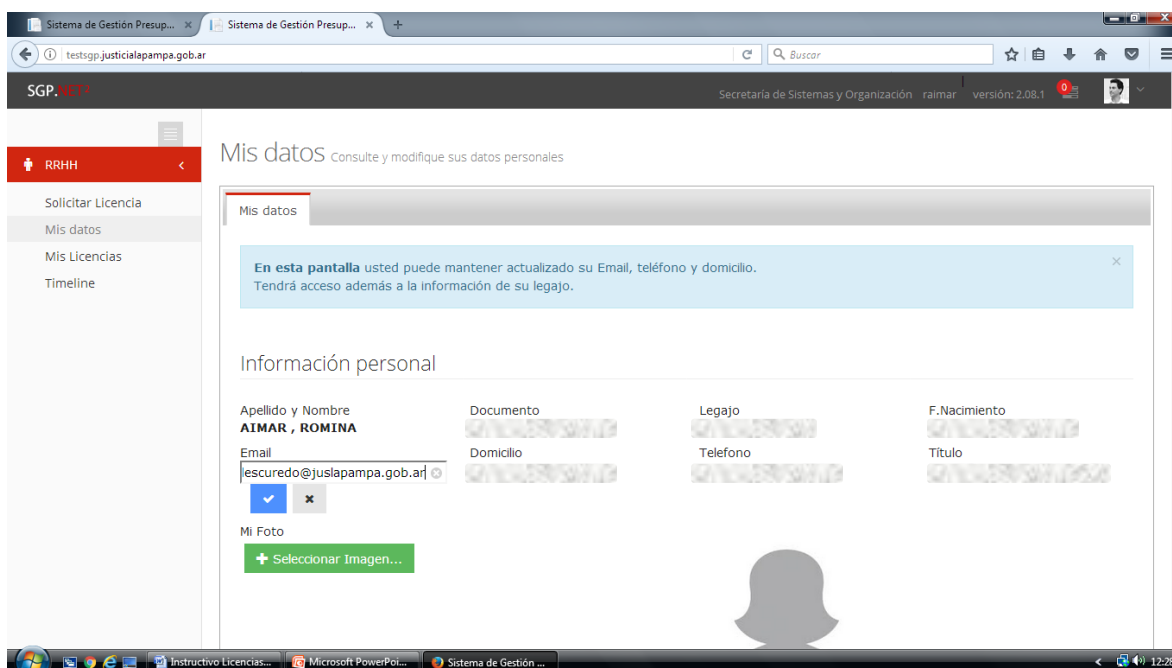 Sistema de Gestión Presup... × Sistema de Gestión Presup... × +
testsgp.justicialapampa.gob.ar Buscar
SGP.NET? Secretaría de Sistemas y Organización raimar versión: 2.08.1 0
RRHH
Solicitar Licencia
Mis datos
Mis Licencias
Timeline
Mis datos Consulte y modifique sus datos personales
Mis datos
En esta pantalla usted puede mantener actualizado su Email, teléfono y domicilio. ×
Tendrá acceso además a la información de su legajo.
Información personal
Apellido y Nombre Documento Legajo F.Nacimiento
AIMAR , ROMINA
Email Domicilio Telefono Título
lescuredo@juslapampa.gob.ar
Mi Foto
+ Seleccionar Imagen...
Instructivo Licencias... Microsoft PowerPoi... Sistema de Gestión ... 12:28